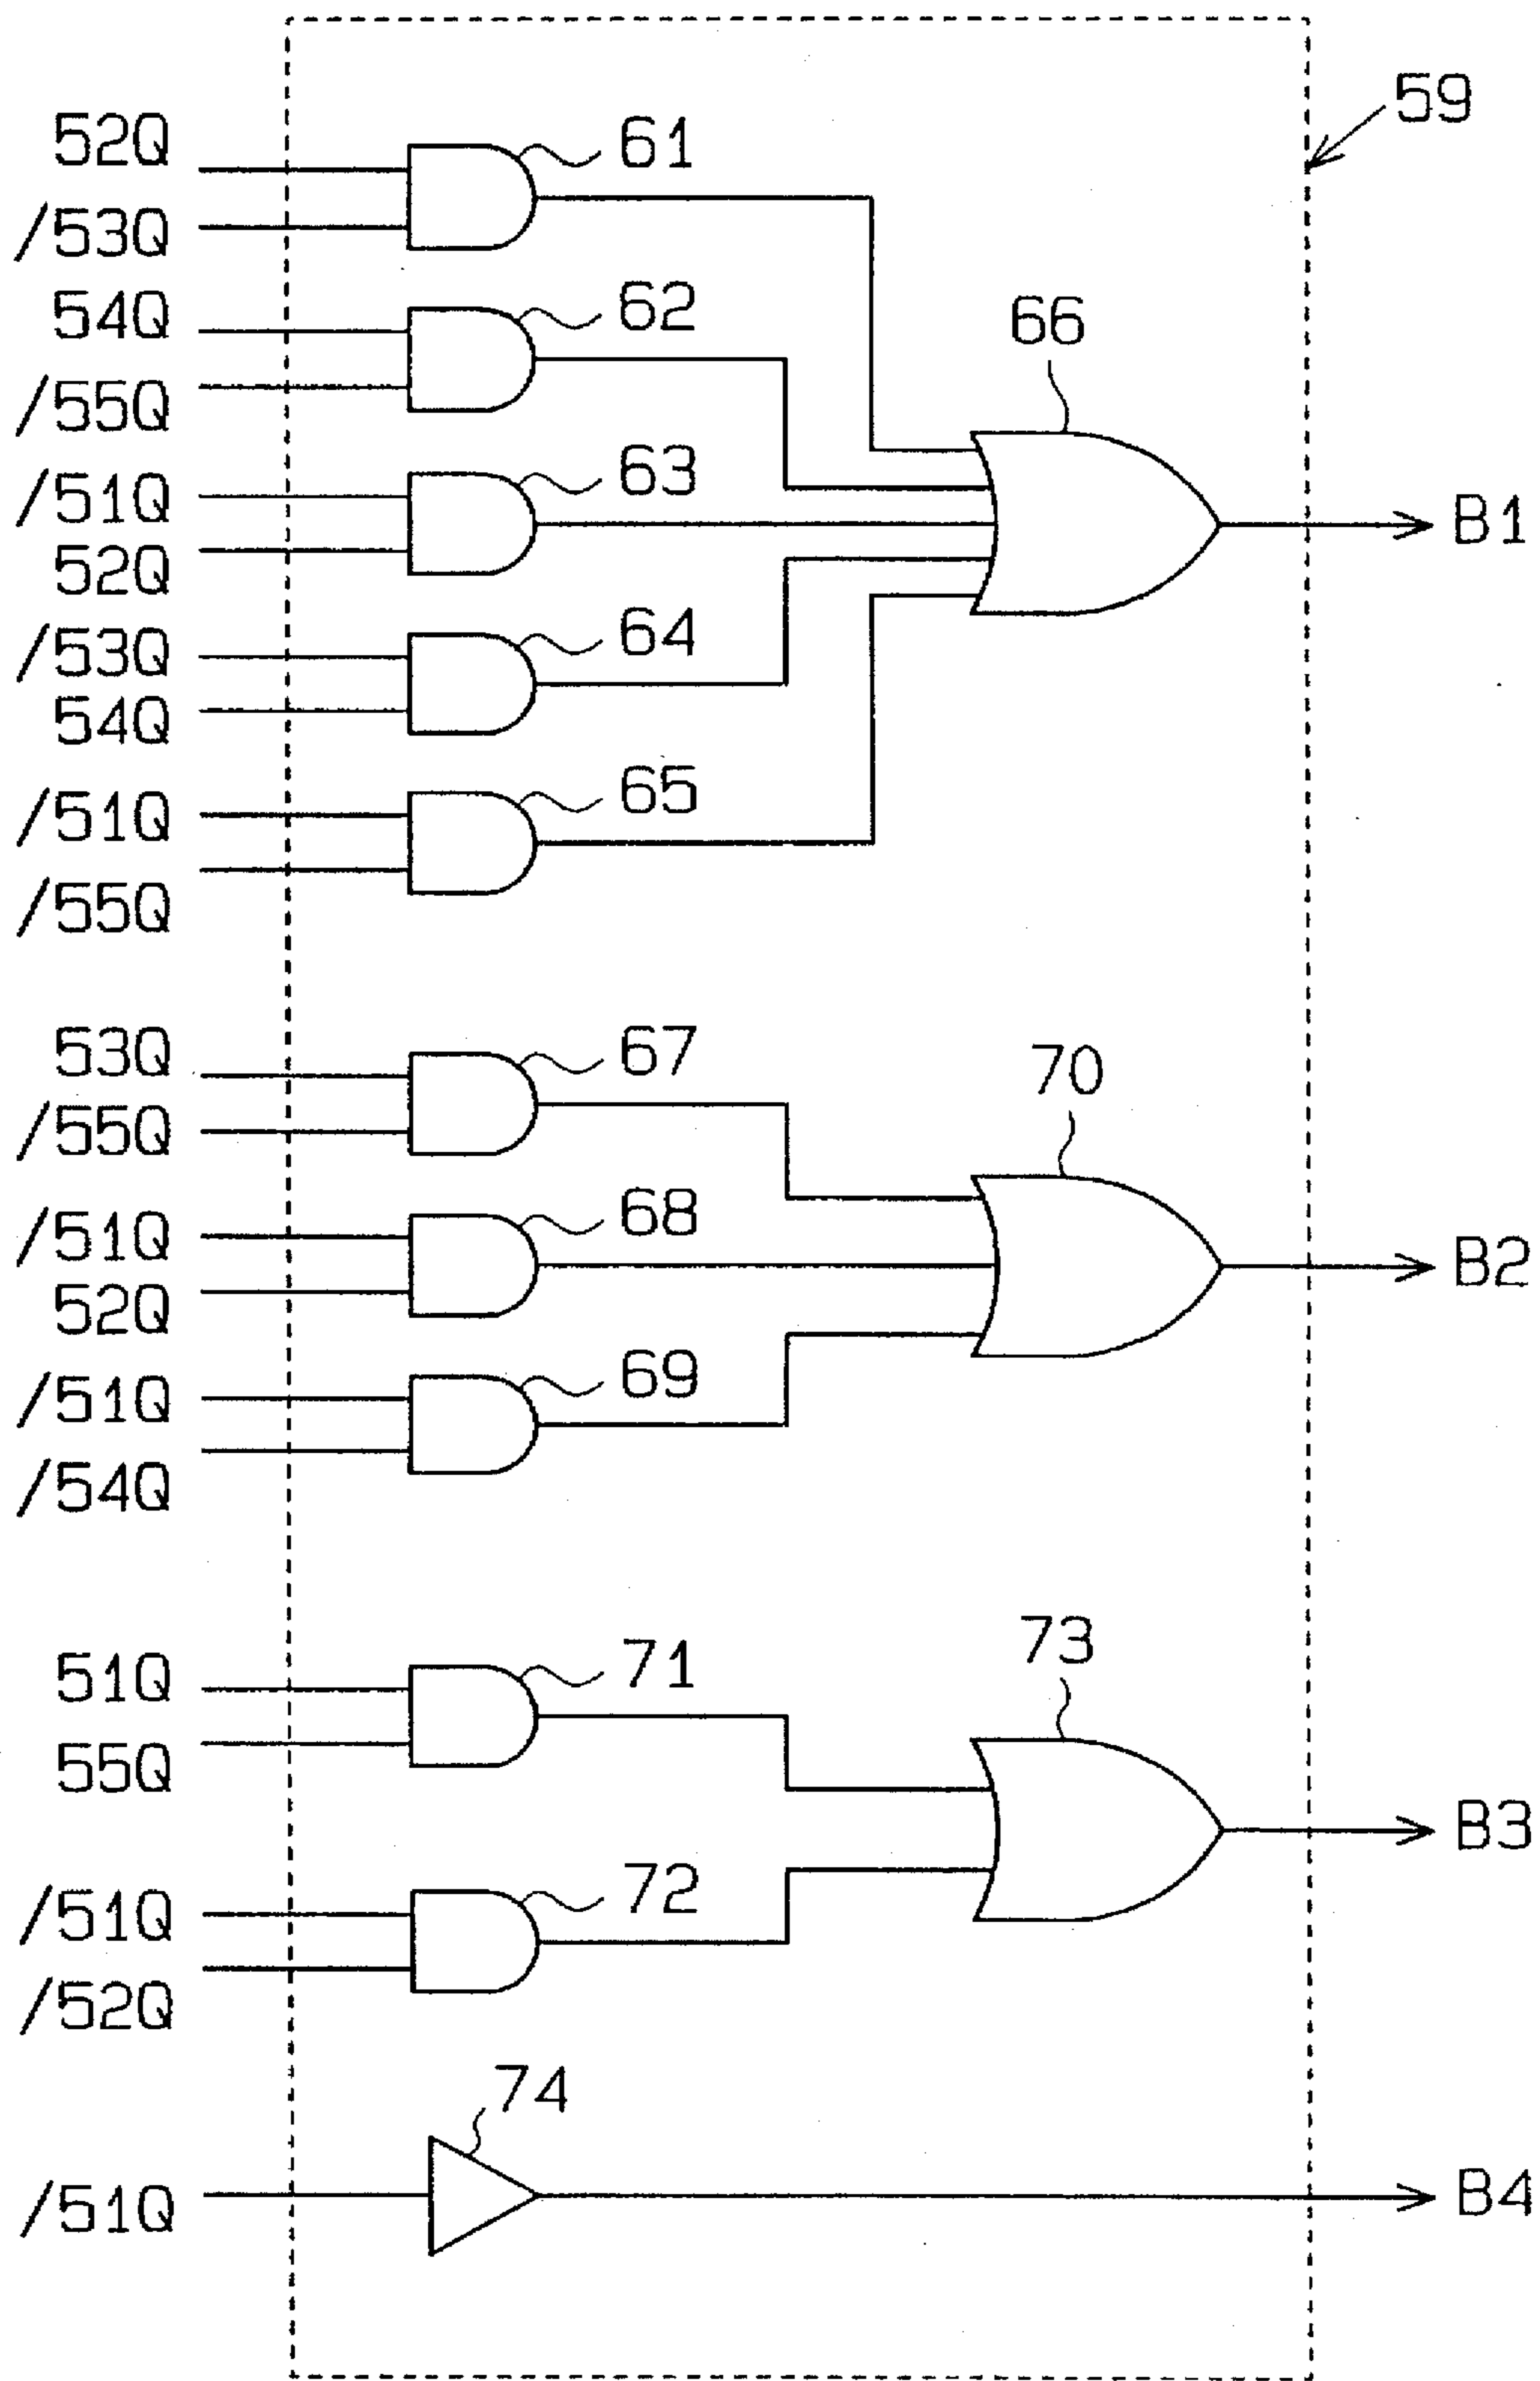 59
52Q
61
/53Q
54Q
62
66
/55Q
/51Q
63
B1
52Q
/53Q
64
54Q
/51Q
65
/55Q
53Q
67
70
/55Q
/51Q
68
B2
52Q
/51Q
69
/54Q
51Q
71
73
55Q
B3
/51Q
72
/52Q
74
/51Q
B4